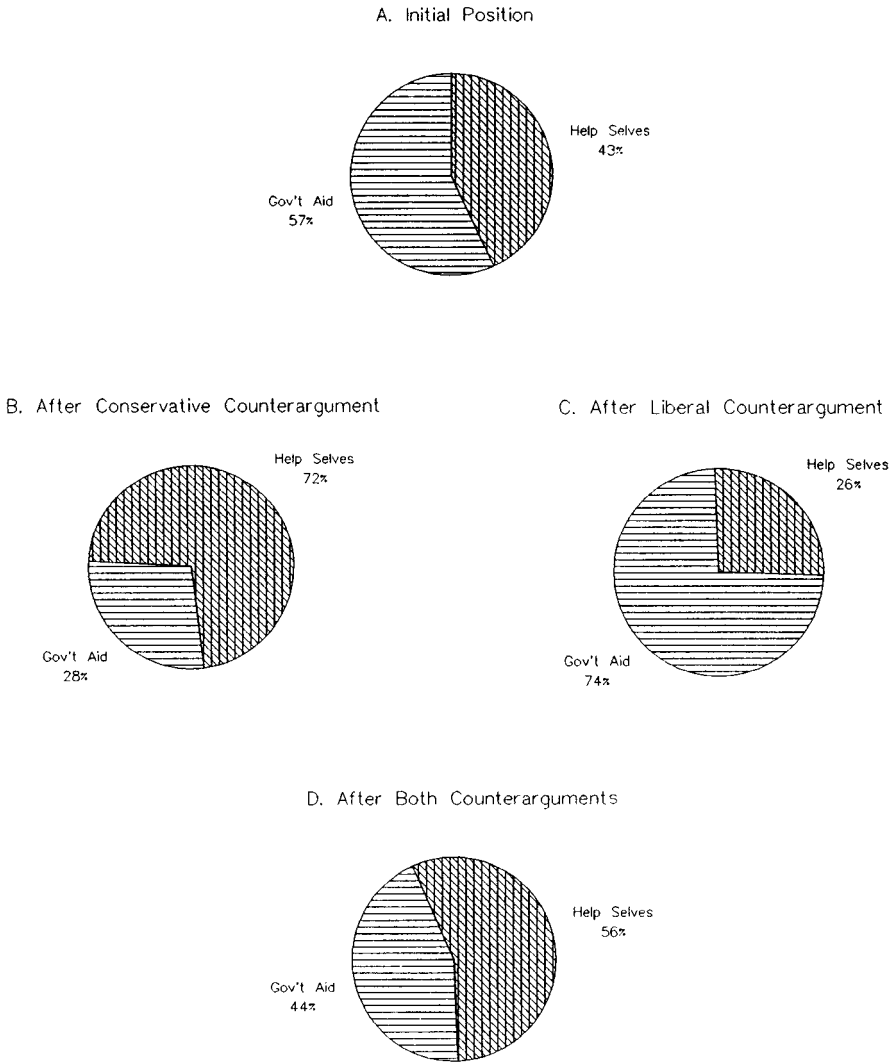 A. Initial Position
Help Selves
43%
Gov't Aid
57%
B. After Conservative Counterargument
Help Selves
72%
Gov't Aid
28%
C. After Liberal Counterargument
Help Selves
26%
Gov't Aid
74%
D. After Both Counterarguments
Help Selves
56%
Gov't Aid
44%